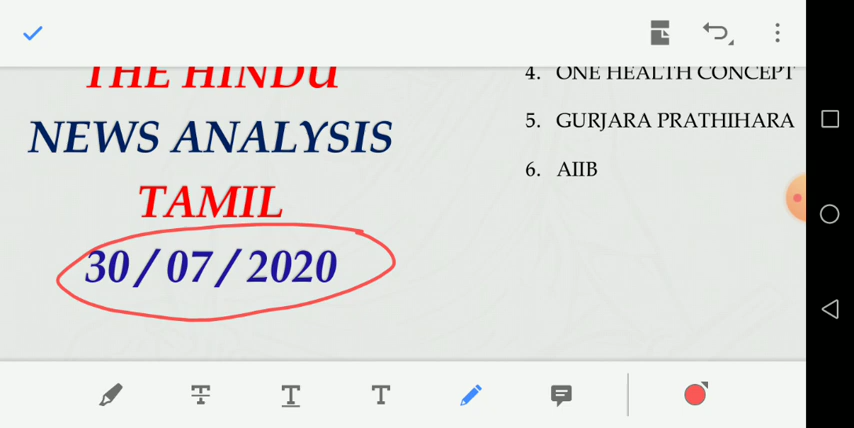 THE HINDU
NEWS ANALYSIS
TAMIL
30/07/2020
4. ONE HEALTH CONCEPT
5. GURJARA PRATHIHARA
6. AIIB